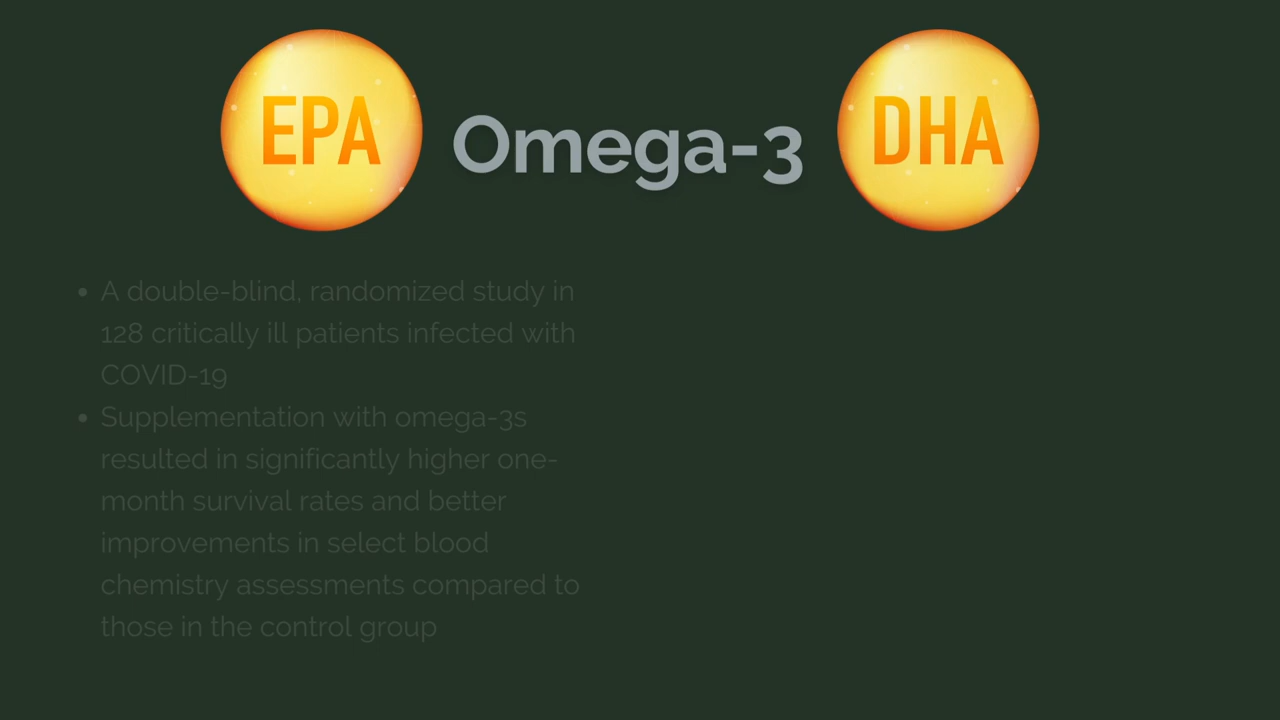 EPA Omega-3 DHA
• A double-blind, randomized study in
128 critically ill patients infected with
COVID-19
• Supplementation with omega-3s
resulted in significantly higher one-
month survival rates and better
improvements in select blood
chemistry assessments compared to
those in the control group